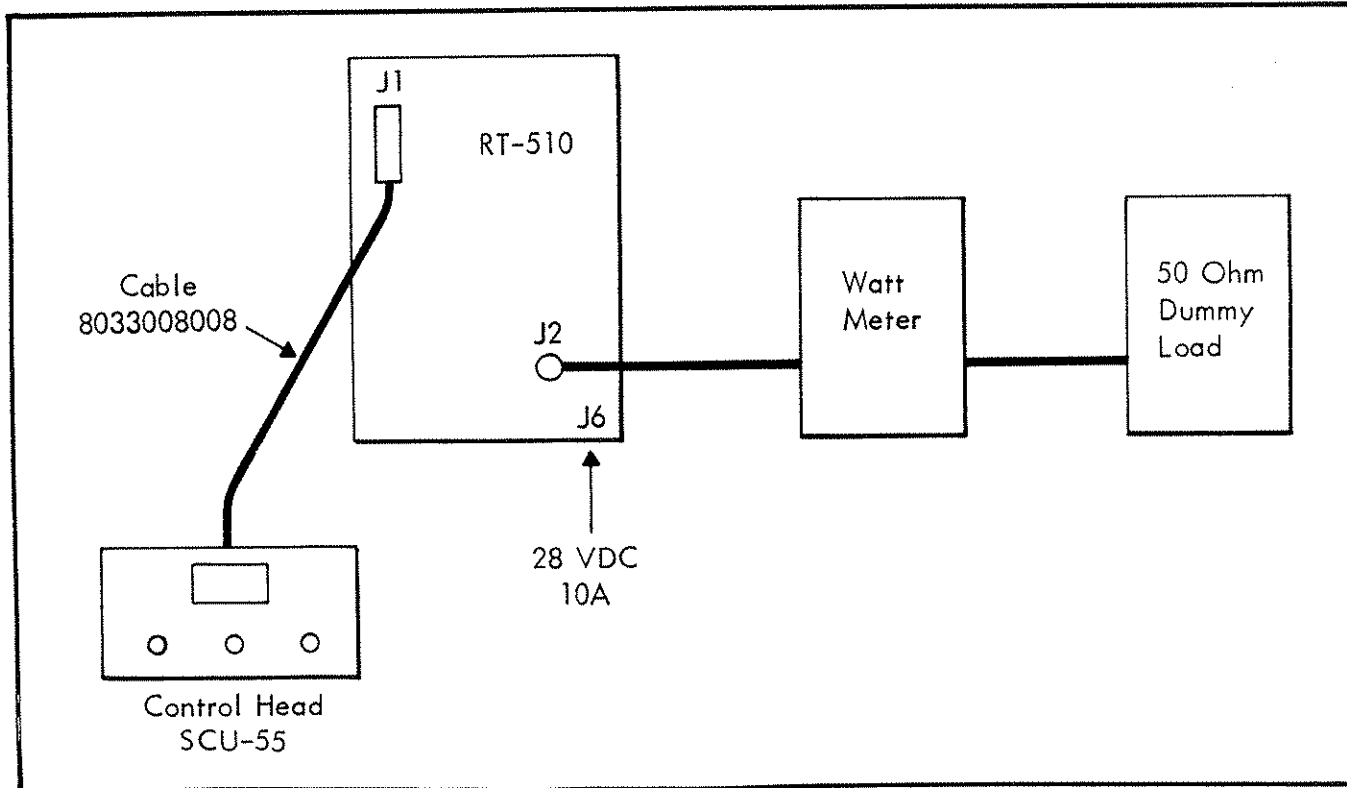 J1
RT-510
Cable
8033008008
J2
J6
Watt
Meter
50 Ohm
Dummy
Load
28 VDC
10A
Control Head
SCU-55